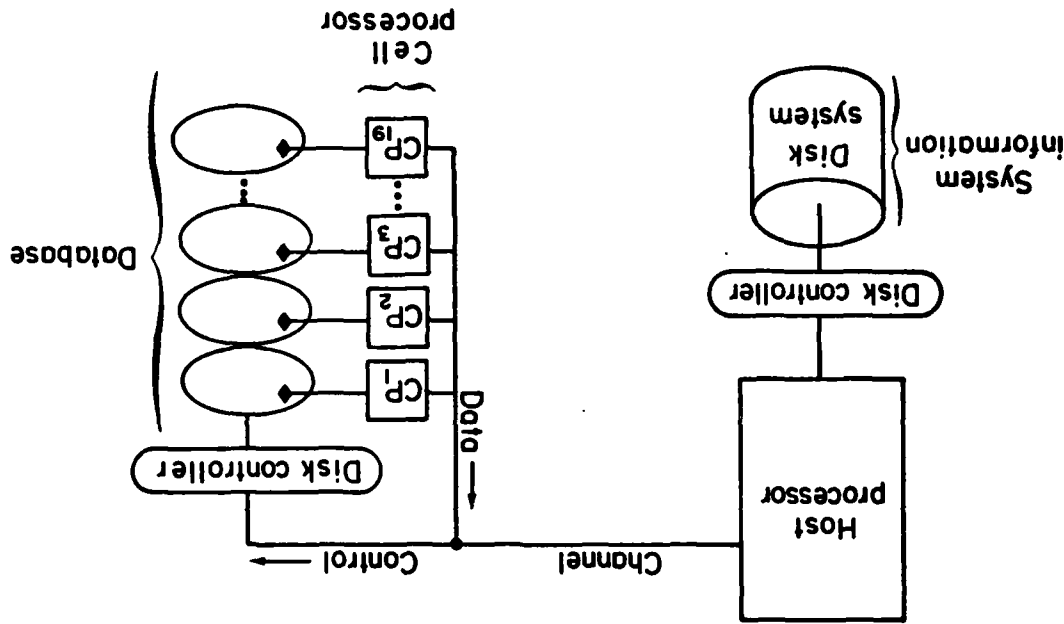 Channel
Control
Host
processor
Disk controller
Data
CP1
CP2
CP3
CP19
Database
Cell
processor
Disk controller
System
information
Disk
system